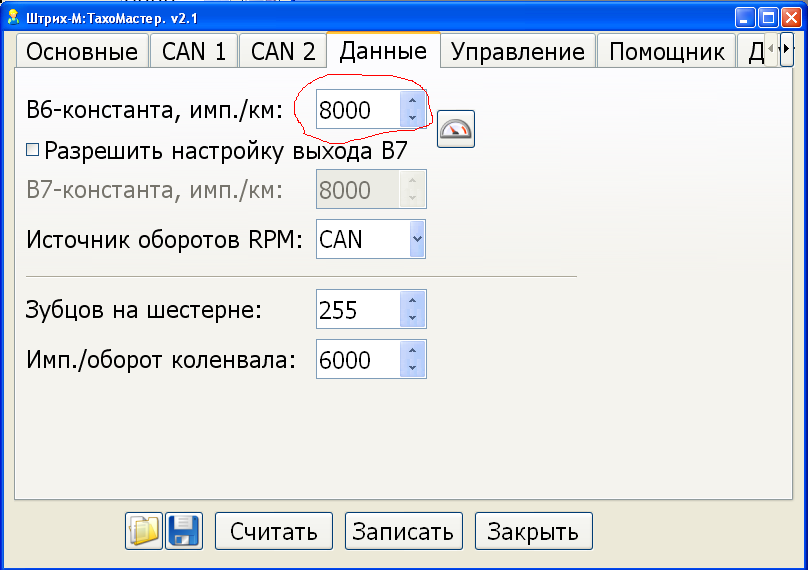 Штрих-М:ТахоМастер. v2.1
Основные CAN 1 CAN 2 Данные Управление Помощник Д
В6-константа, имп./км: 8000
Разрешить настройку выхода В7
В7-константа, имп./км: 8000
Источник оборотов RPM: CAN
Зубцов на шестерне: 255
Имп./оборот коленвала: 6000
Считать Записать Закрыть